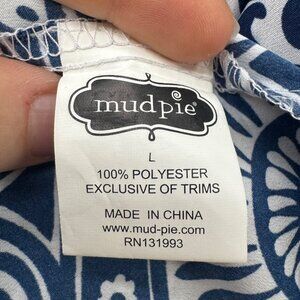 mudpie®
L
100% POLYESTER
EXCLUSIVE OF TRIMS
MADE IN CHINA
www.mud-pie.com
RN131993